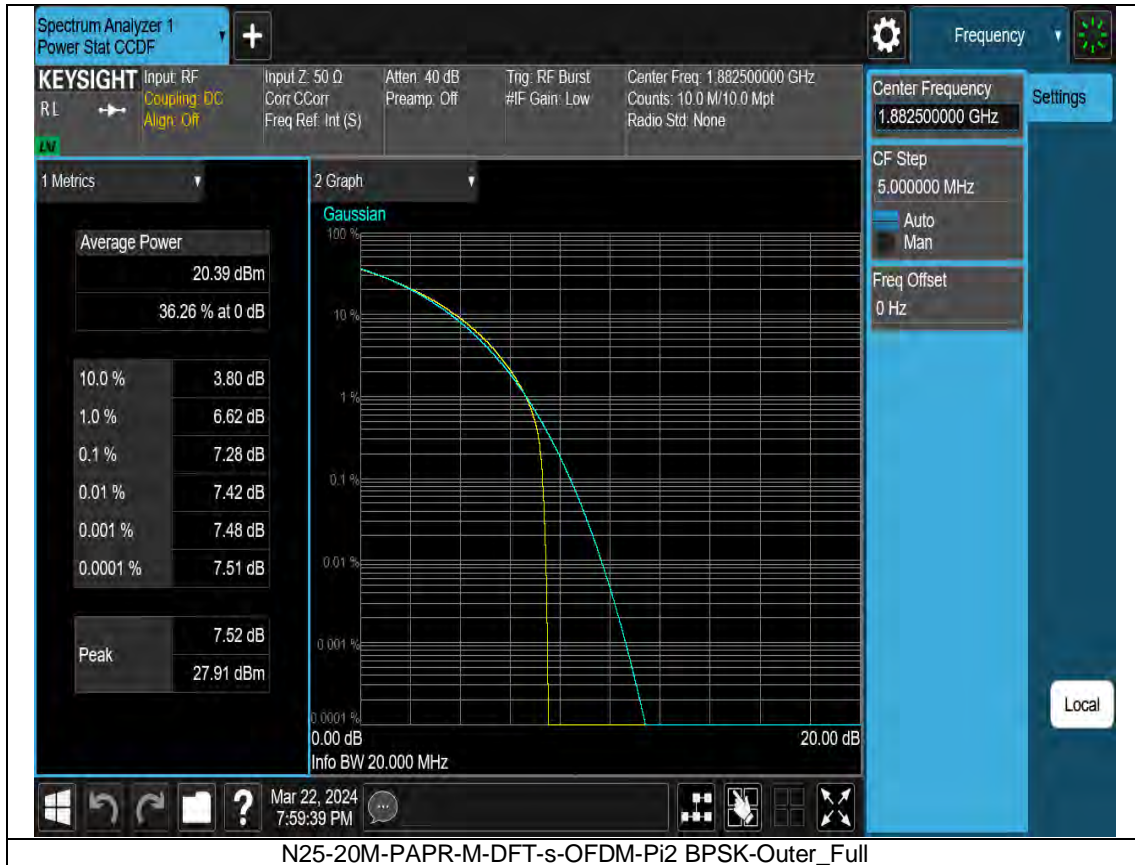 Spectrum Analyzer 1
Power Stat CCDF
Frequency
KEYSIGHT
R L
Input: RF
Coupling: DC
Align: Off
Input Z: 50 Ω
Corr CCorr
Freq Ref: Int (S)
Atten: 40 dB
Preamp: Off
Trig: RF Burst
#IF Gain: Low
Center Freq: 1.882500000 GHz
Counts: 10.0 M/10.0 Mpt
Radio Std: None
Center Frequency
1.882500000 GHz
Settings
CF Step
5.000000 MHz
Auto
Man
Freq Offset
0 Hz
Local
1 Metrics
Average Power
20.39 dBm
36.26 % at 0 dB
10.0 % 3.80 dB
1.0 % 6.62 dB
0.1 % 7.28 dB
0.01 % 7.42 dB
0.001 % 7.48 dB
0.0001 % 7.51 dB
Peak
7.52 dB
27.91 dBm
2 Graph
Gaussian
100 %
10 %
1 %
0.1 %
0.01 %
0.001 %
0.0001 %
0.00 dB 20.00 dB
Info BW 20.000 MHz
?
Mar 22, 2024
7:59:39 PM
N25-20M-PAPR-M-DFT-s-OFDM-Pi2 BPSK-Outer_Full